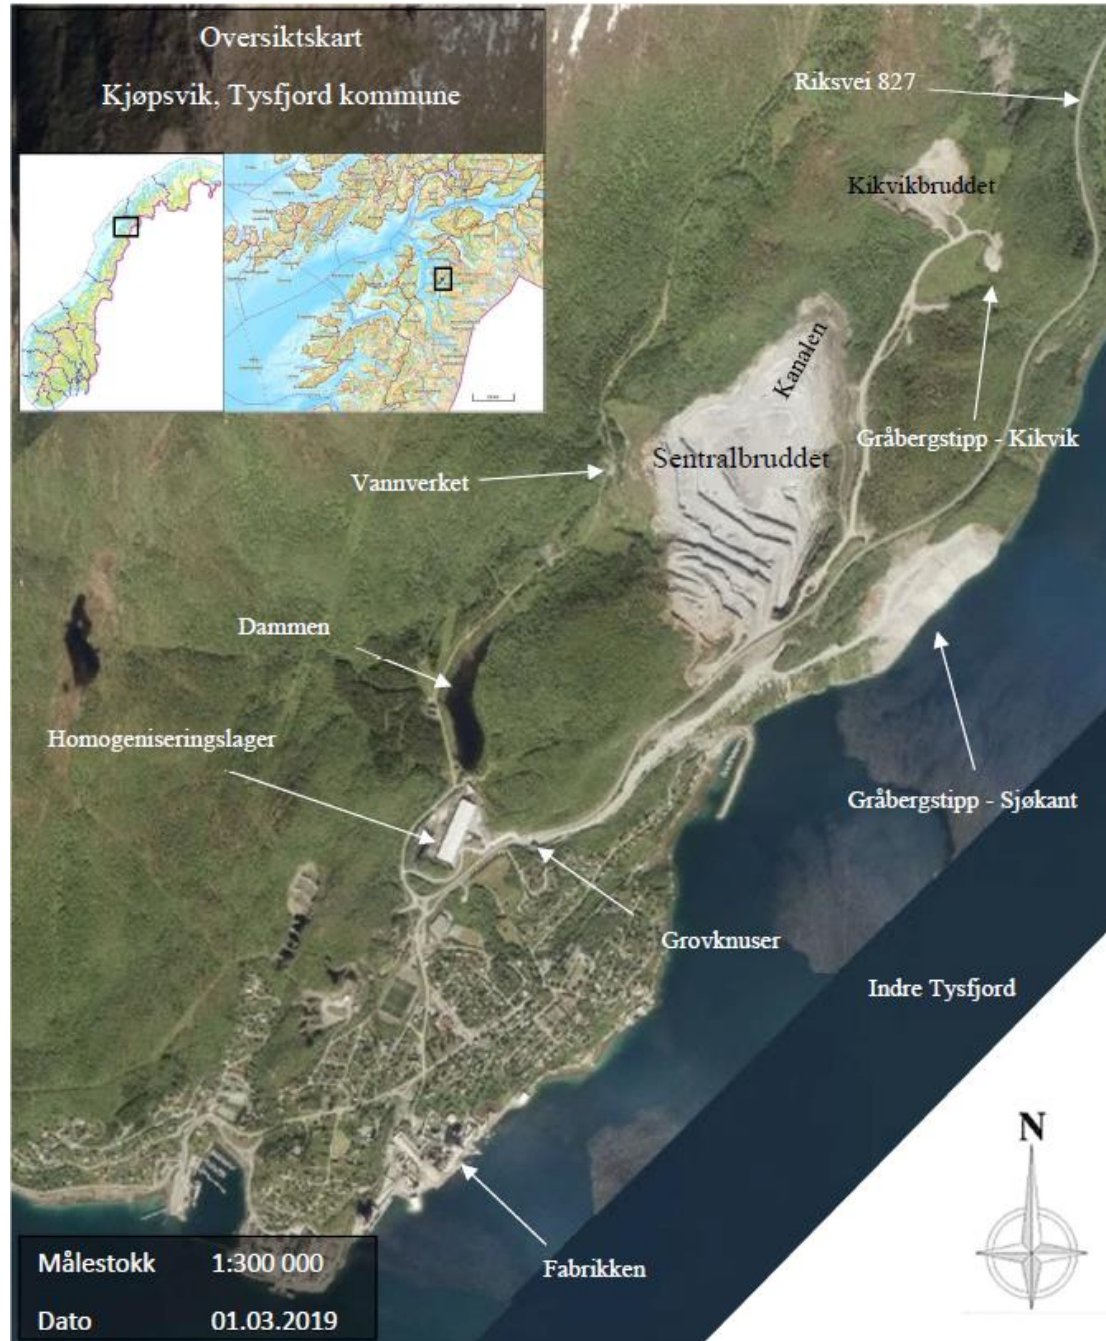 Oversiktskart
Kjøpsvik, Tysfjord kommune
Riksvei 827
Kikvikbruddet
Kanalen
Gråbergstipp - Kikvik
Sentralbruddet
Vannverket
Dammen
Homogeniseringslager
Gråbergstipp - Sjøkant
Grovknuser
Indre Tysfjord
N
Fabrikken
Målestokk 1:300 000
Dato 01.03.2019